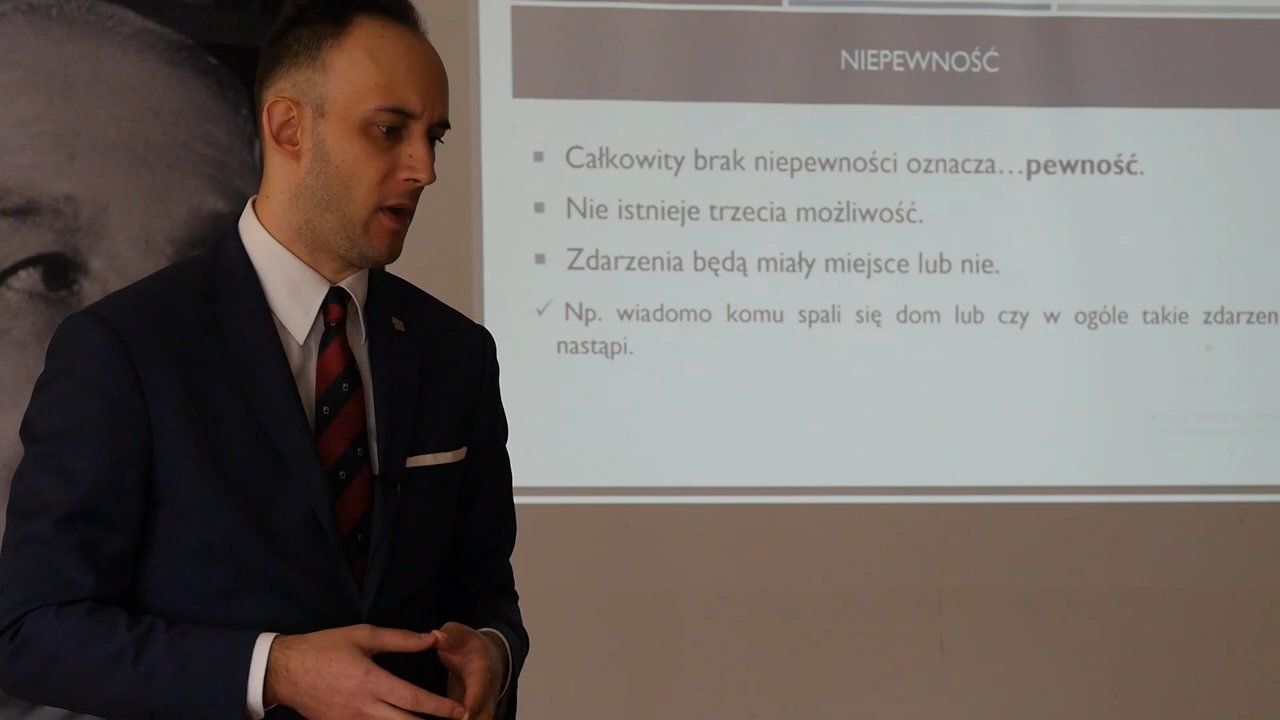 NIEPEWNOŚĆ
Całkowity brak niepewności oznacza…pewność.
Nie istnieje trzecia możliwość.
Zdarzenia będą miały miejsce lub nie.
Np. wiadomo komu spali się dom lub czy w ogóle takie zdarzen
nastąpi.